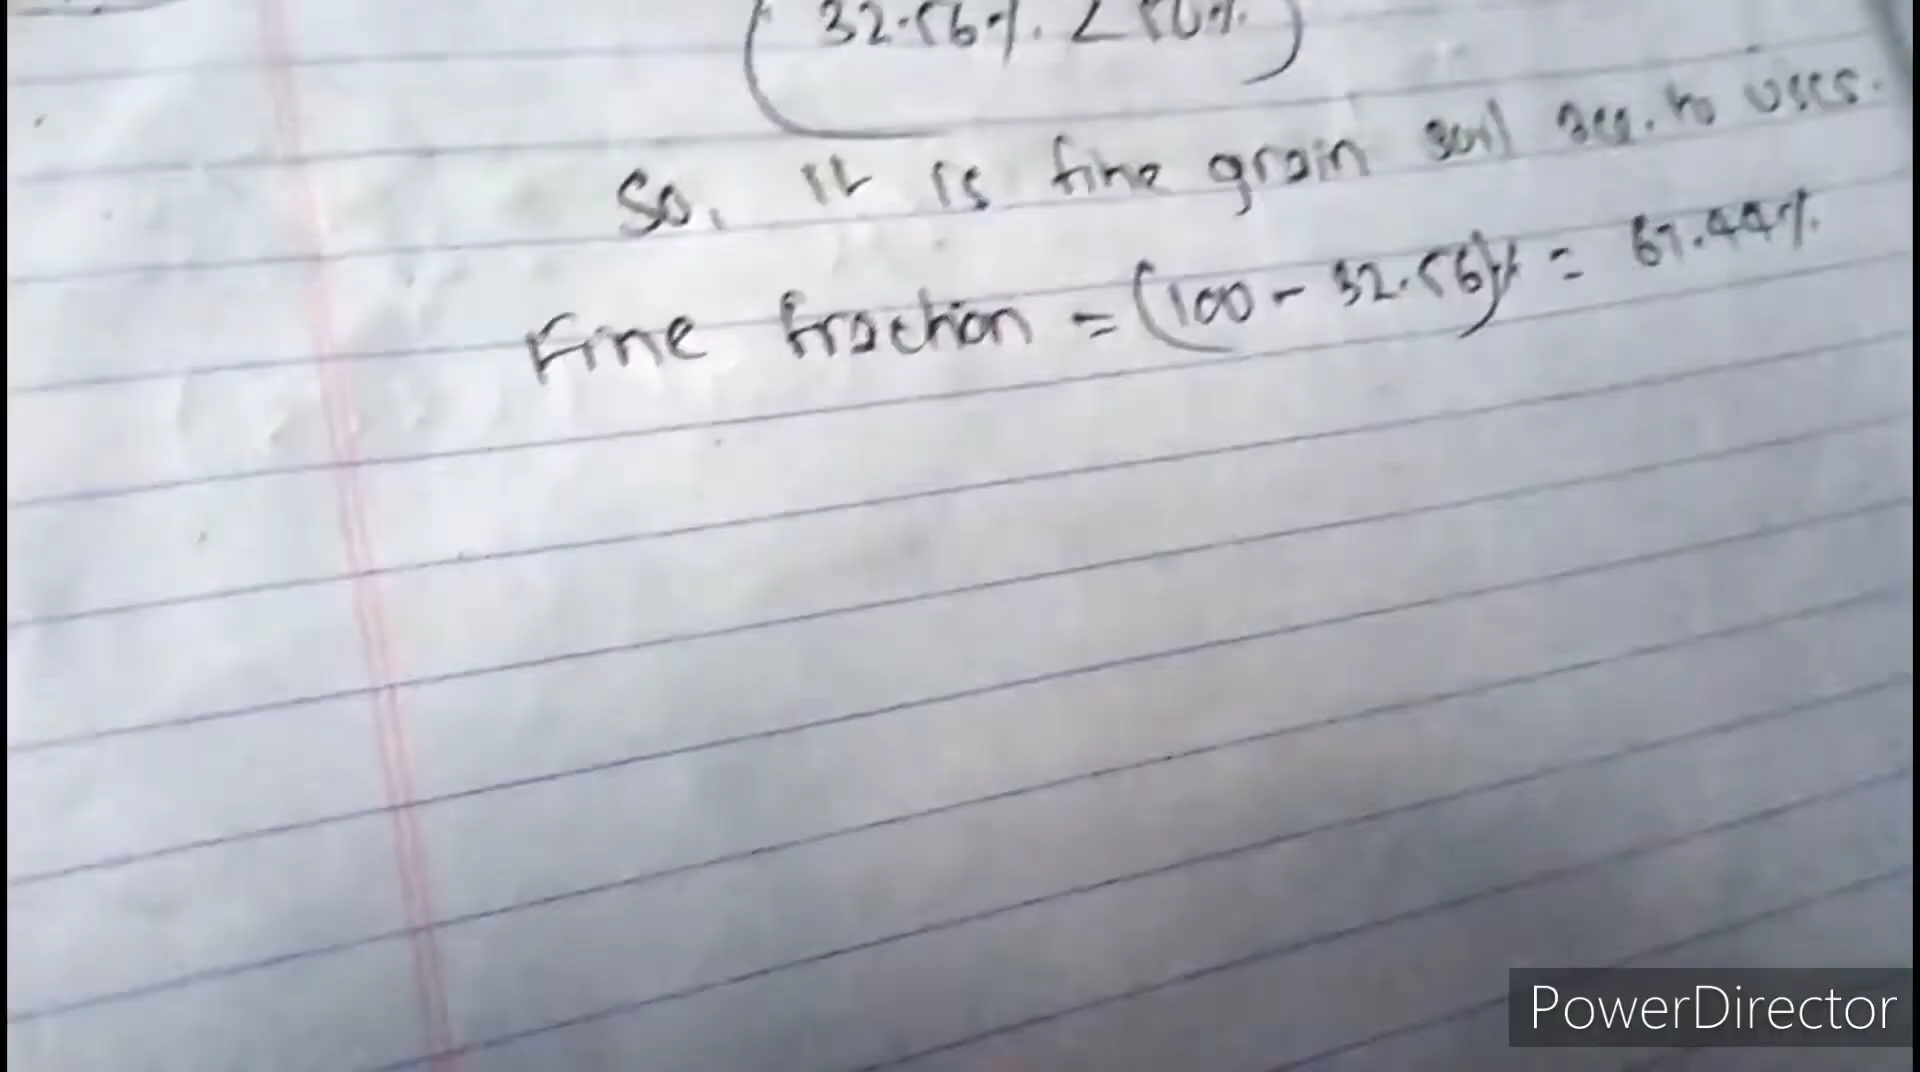 (32.56%. < 50%.)
So, it is fine grain soil acc. to USCS.
Fine fraction = (100 - 32.56)% = 67.44%.
PowerDirector